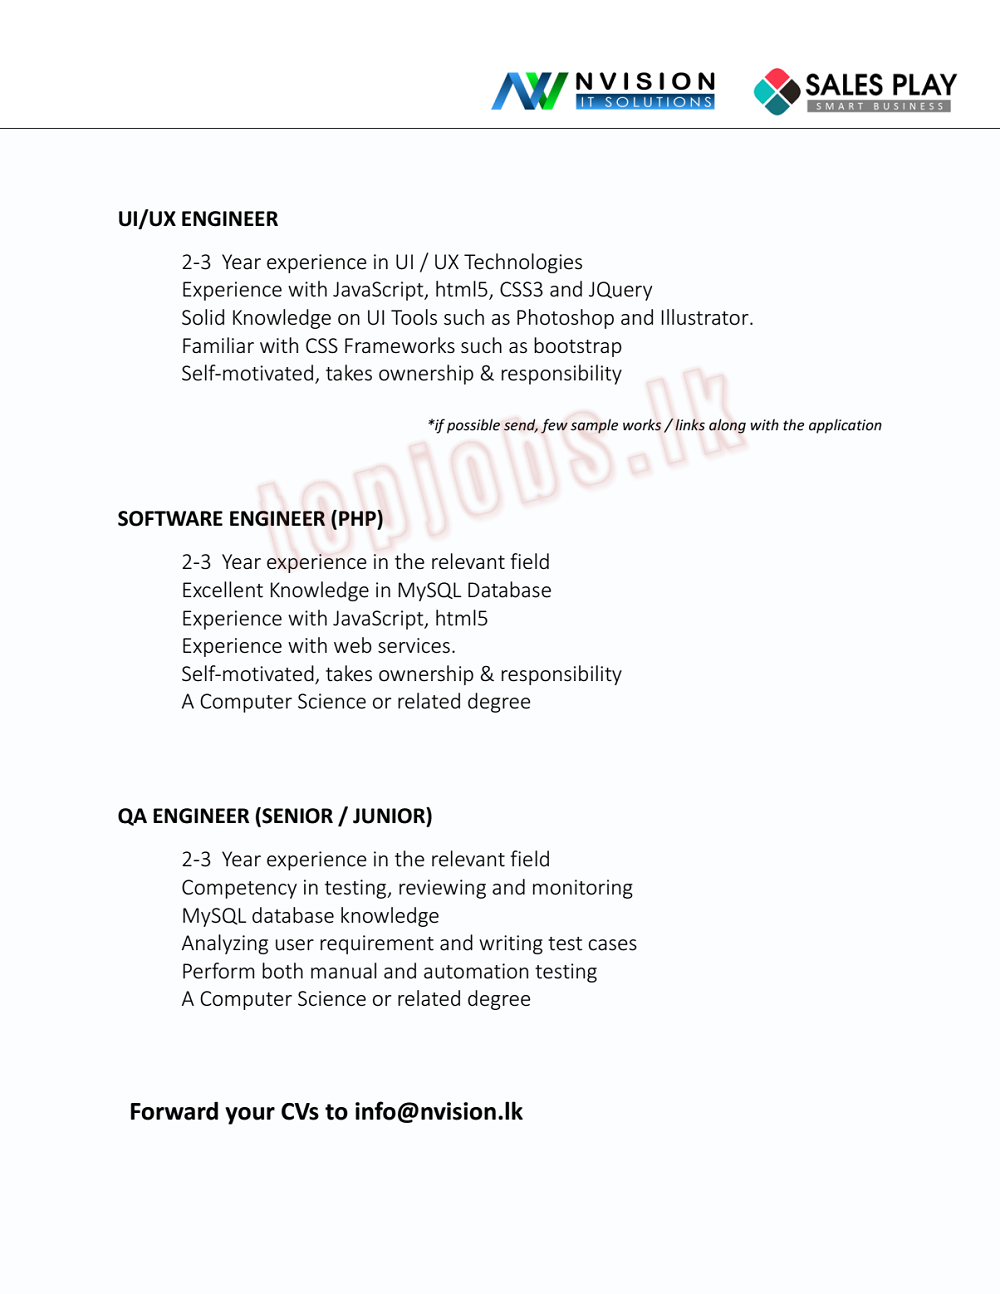 NVISION
IT SOLUTIONS
SALES PLAY
SMART BUSINESS
UI/UX ENGINEER
2-3 Year experience in UI / UX Technologies
Experience with JavaScript, html5, CSS3 and JQuery
Solid Knowledge on UI Tools such as Photoshop and Illustrator.
Familiar with CSS Frameworks such as bootstrap
Self-motivated, takes ownership & responsibility
*if possible send, few sample works / links along with the application
topjobs.lk
SOFTWARE ENGINEER (PHP)
2-3 Year experience in the relevant field
Excellent Knowledge in MySQL Database
Experience with JavaScript, html5
Experience with web services.
Self-motivated, takes ownership & responsibility
A Computer Science or related degree
QA ENGINEER (SENIOR / JUNIOR)
2-3 Year experience in the relevant field
Competency in testing, reviewing and monitoring
MySQL database knowledge
Analyzing user requirement and writing test cases
Perform both manual and automation testing
A Computer Science or related degree
Forward your CVs to info@nvision.lk